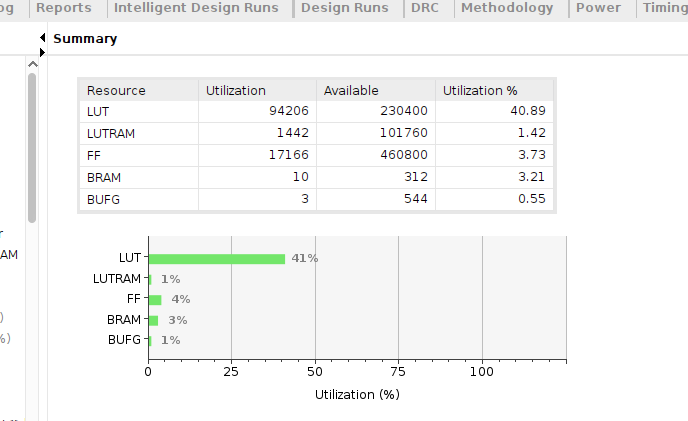 og Reports Intelligent Design Runs Design Runs DRC Methodology Power Timing
Summary
Resource Utilization Available Utilization %
LUT 94206 230400 40.89
LUTRAM 1442 101760 1.42
FF 17166 460800 3.73
BRAM 10 312 3.21
BUFG 3 544 0.55
r
AM
)
%)
LUT 41%
LUTRAM 1%
FF 4%
BRAM 3%
BUFG 1%
0 25 50 75 100
Utilization (%)